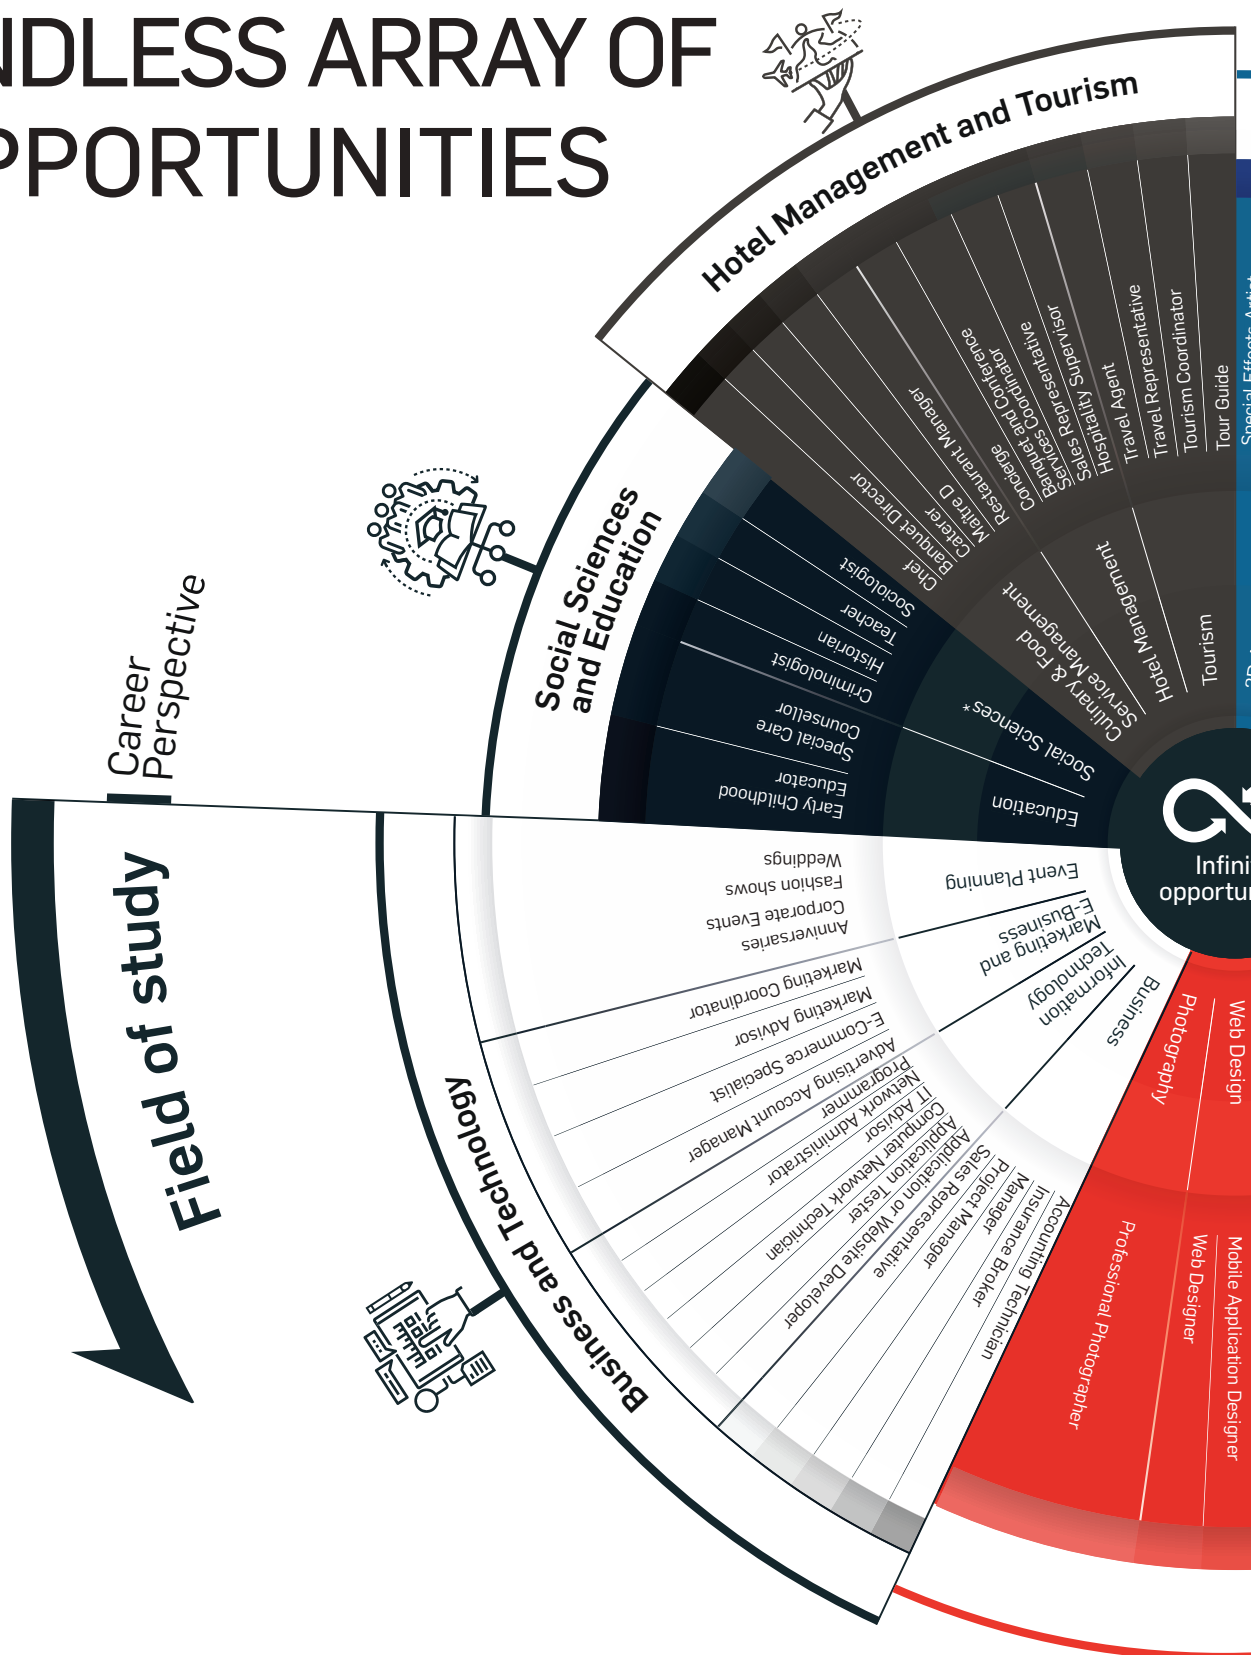 NDLESS ARRAY OF
PPORTUNITIES
Hotel Management and Tourism
Chef
Banquet Director
Caterer
Maître D
Restaurant Manager
Concierge
Banquet and Conference
Services Coordinator
Sales Representative
Hospitality Supervisor
Travel Agent
Travel Representative
Tourism Coordinator
Tour Guide
Special Effects Artist
Culinary & Food
Service Management
Hotel Management
Tourism
Social Sciences
and Education
Sociologist
Teacher
Historian
Criminologist
Special Care
Counsellor
Early Childhood
Educator
Social Sciences*
Education
Career
Perspective
Field of study
Infini
opportun
Business and Technology
Weddings
Fashion shows
Corporate Events
Anniversaries
Marketing Coordinator
Marketing Advisor
E-Commerce Specialist
Advertising Account Manager
Programmer
Network Administrator
IT Advisor
Computer Network Technician
Application Tester
Application or Website Developer
Sales Representative
Project Manager
Manager
Insurance Broker
Accounting Technician
Event Planning
Marketing and
E-Business
Information
Technology
Business
Photography
Web Design
Professional Photographer
Web Designer
Mobile Application Designer